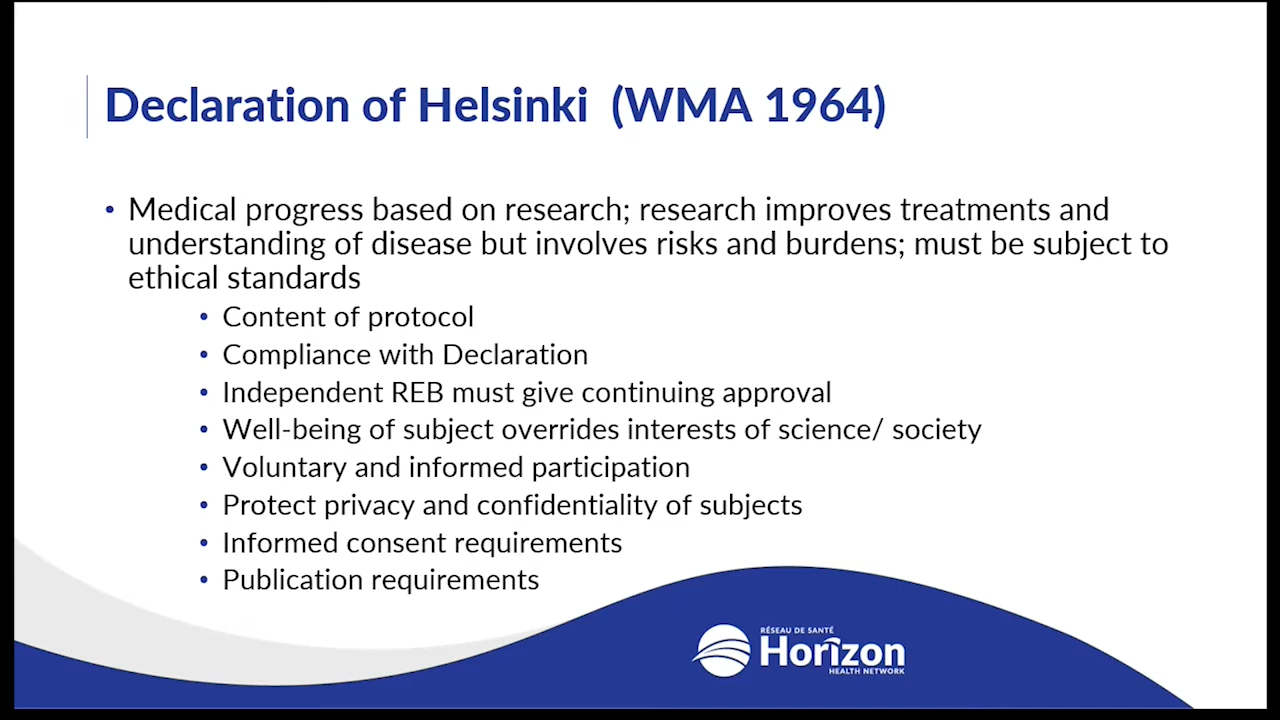 Declaration of Helsinki (WMA 1964)
• Medical progress based on research; research improves treatments and
understanding of disease but involves risks and burdens; must be subject to
ethical standards
• Content of protocol
• Compliance with Declaration
• Independent REB must give continuing approval
• Well-being of subject overrides interests of science/ society
• Voluntary and informed participation
• Protect privacy and confidentiality of subjects
• Informed consent requirements
• Publication requirements
RÉSEAU DE SANTÉ
Horizon
HEALTH NETWORK